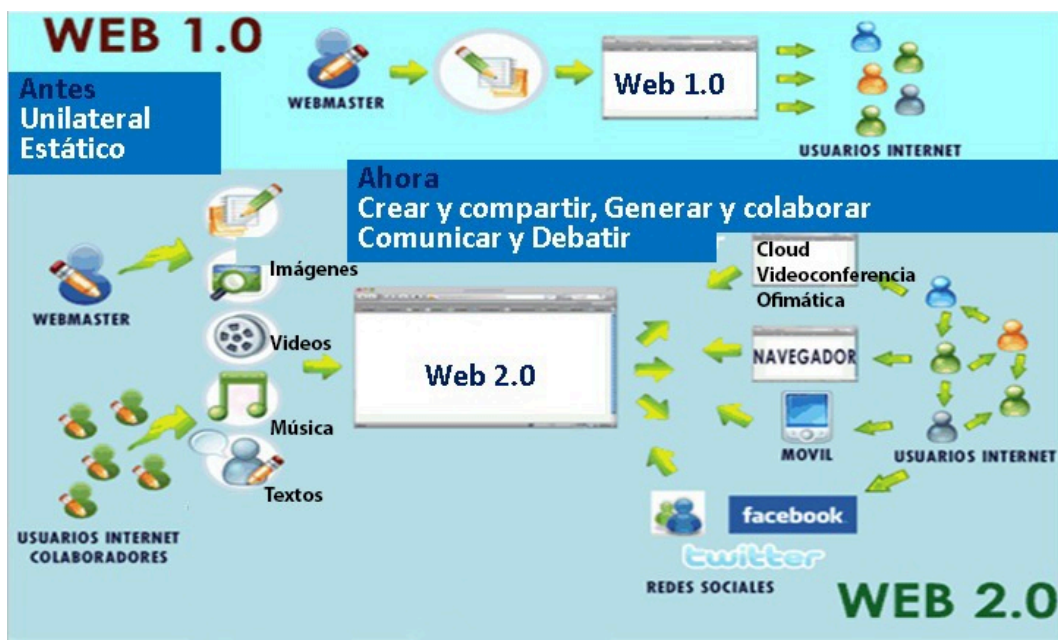 WEB 1.0
Antes
Unilateral
Estático
WEBMASTER
Web 1.0
USUARIOS INTERNET
Ahora
Crear y compartir, Generar y colaborar
Comunicar y Debatir
WEBMASTER
Imágenes
Videos
Música
Textos
USUARIOS INTERNET
COLABORADORES
Web 2.0
Cloud
Videoconferencia
Ofimática
NAVEGADOR
MOVIL
USUARIOS INTERNET
facebook
twitter
REDES SOCIALES
WEB 2.0